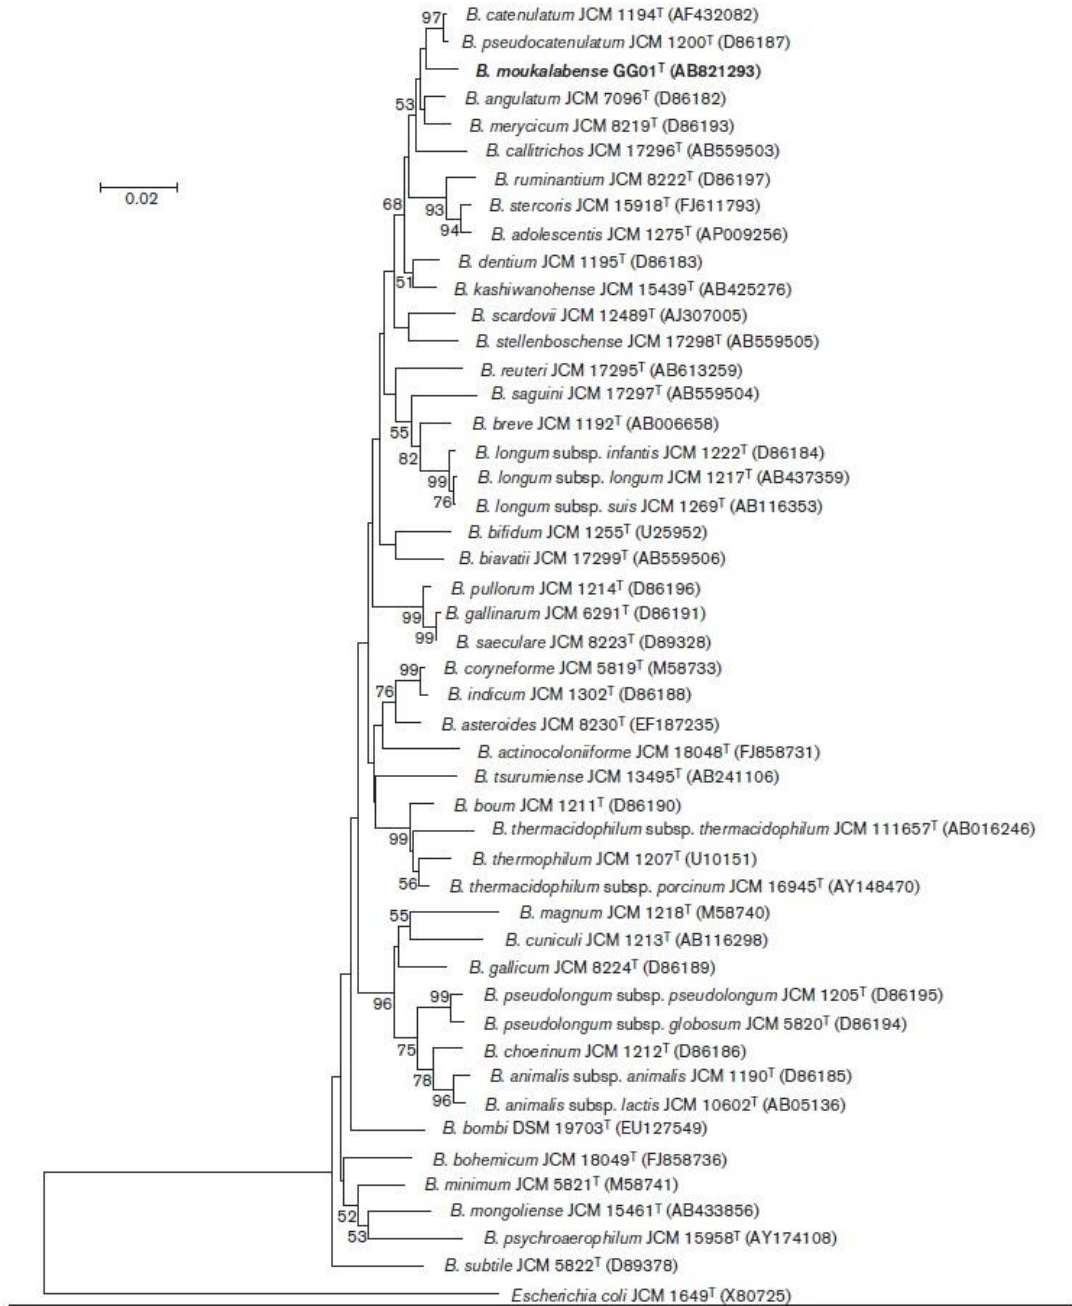 97 B. catenulatum JCM 1194ᵀ (AF432082)
B. pseudocatenulatum JCM 1200ᵀ (D86187)
B. moukalabense GG01ᵀ (AB821293)
B. angulatum JCM 7096ᵀ (D86182)
53
B. merycicum JCM 8219ᵀ (D86193)
B. callitrichos JCM 17296ᵀ (AB559503)
B. ruminantium JCM 8222ᵀ (D86197)
0.02
68 93 B. stercoris JCM 15918ᵀ (FJ611793)
94 B. adolescentis JCM 1275ᵀ (AP009256)
B. dentium JCM 1195ᵀ (D86183)
51 B. kashiwanohense JCM 15439ᵀ (AB425276)
B. scardovii JCM 12489ᵀ (AJ307005)
B. stellenboschense JCM 17298ᵀ (AB559505)
B. reuteri JCM 17295ᵀ (AB613259)
B. saguini JCM 17297ᵀ (AB559504)
B. breve JCM 1192ᵀ (AB006658)
55
82 B. longum subsp. infantis JCM 1222ᵀ (D86184)
99 B. longum subsp. longum JCM 1217ᵀ (AB437359)
76 B. longum subsp. suis JCM 1269ᵀ (AB116353)
B. bifidum JCM 1255ᵀ (U25952)
B. biavatii JCM 17299ᵀ (AB559506)
B. pullorum JCM 1214ᵀ (D86196)
99 B. gallinarum JCM 6291ᵀ (D86191)
99 B. saeculare JCM 8223ᵀ (D89328)
99 B. coryneforme JCM 5819ᵀ (M58733)
76 B. indicum JCM 1302ᵀ (D86188)
B. asteroides JCM 8230ᵀ (EF187235)
B. actinocoloniiforme JCM 18048ᵀ (FJ858731)
B. tsurumiense JCM 13495ᵀ (AB241106)
B. boum JCM 1211ᵀ (D86190)
99 B. thermacidophilum subsp. thermacidophilum JCM 111657ᵀ (AB016246)
B. thermophilum JCM 1207ᵀ (U10151)
56 B. thermacidophilum subsp. porcinum JCM 16945ᵀ (AY148470)
55 B. magnum JCM 1218ᵀ (M58740)
B. cuniculi JCM 1213ᵀ (AB116298)
B. gallicum JCM 8224ᵀ (D86189)
96 99 B. pseudolongum subsp. pseudolongum JCM 1205ᵀ (D86195)
B. pseudolongum subsp. globosum JCM 5820ᵀ (D86194)
75 B. choerinum JCM 1212ᵀ (D86186)
78 B. animalis subsp. animalis JCM 1190ᵀ (D86185)
96 B. animalis subsp. lactis JCM 10602ᵀ (AB05136)
B. bombi DSM 19703ᵀ (EU127549)
B. bohemicum JCM 18049ᵀ (FJ858736)
B. minimum JCM 5821ᵀ (M58741)
52 B. mongoliense JCM 15461ᵀ (AB433856)
53 B. psychroaerophilum JCM 15958ᵀ (AY174108)
B. subtile JCM 5822ᵀ (D89378)
Escherichia coli JCM 1649ᵀ (X80725)